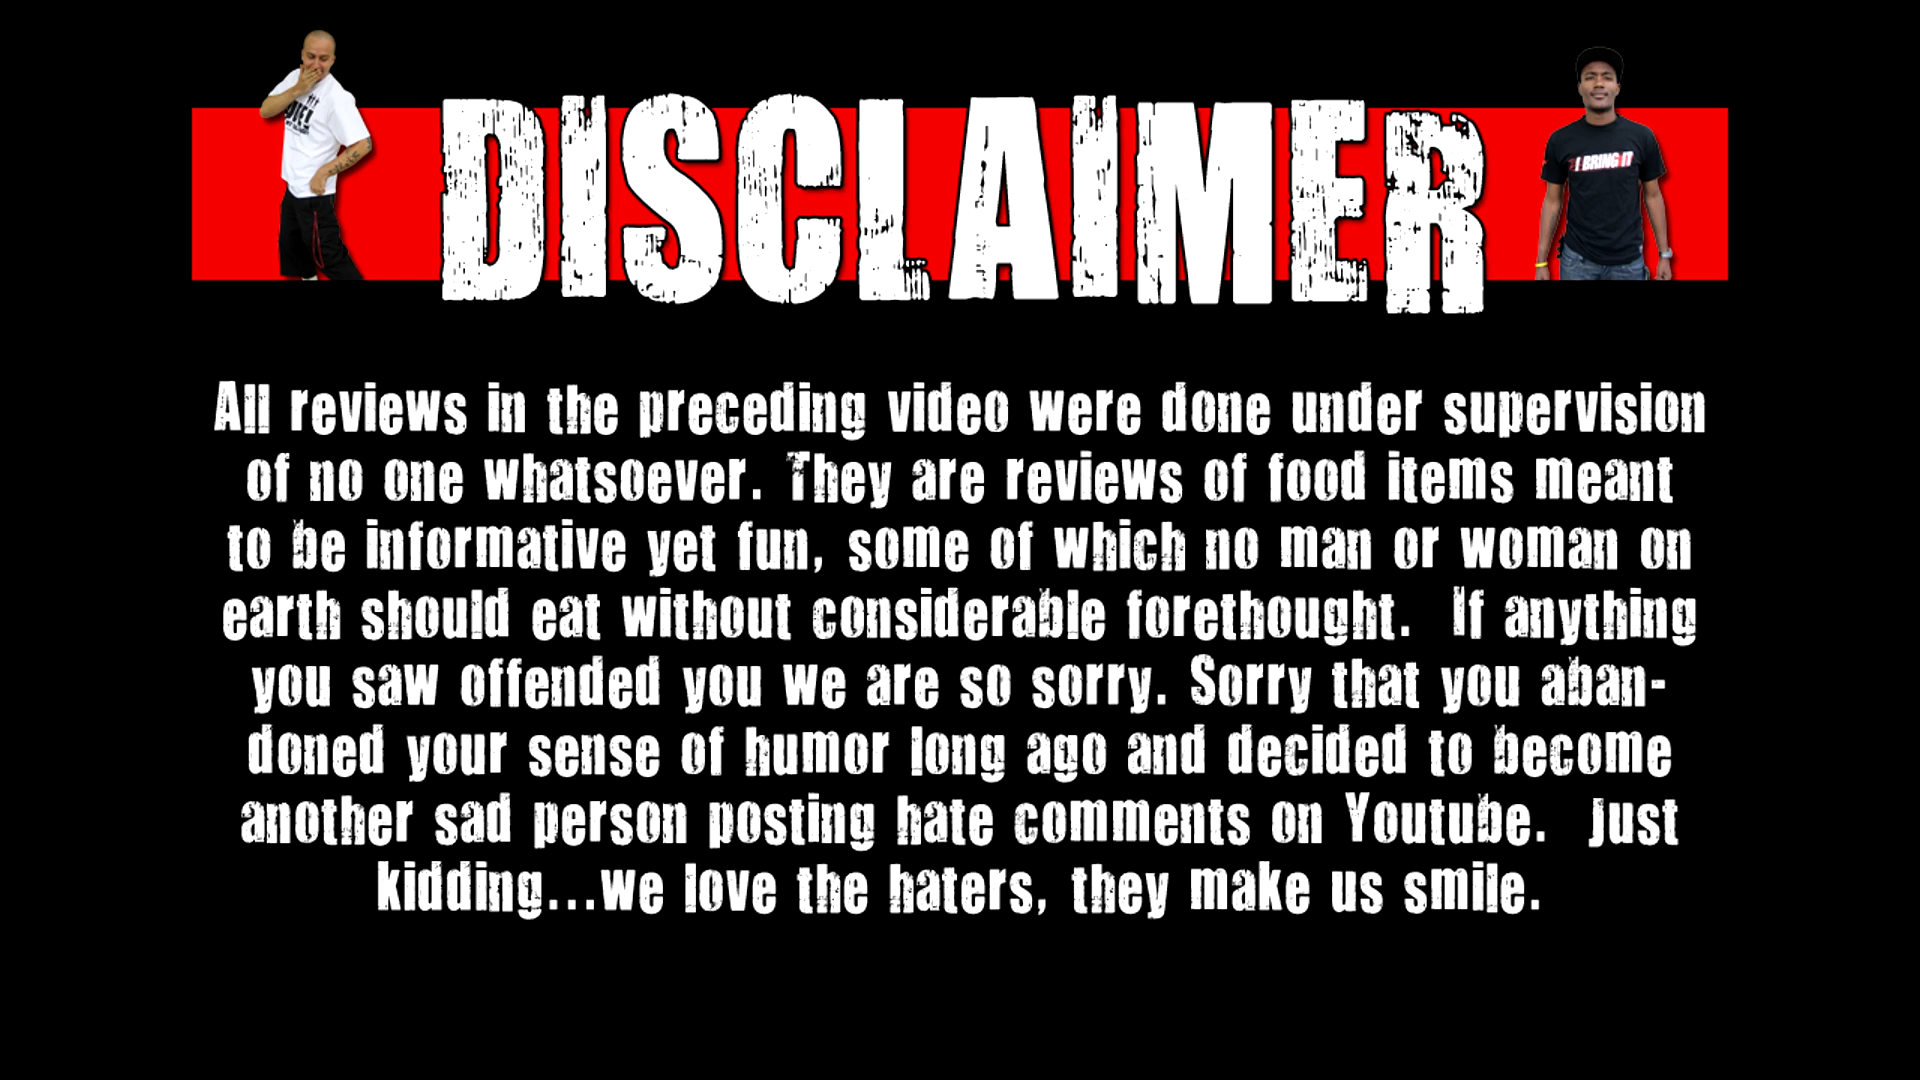 DISCLAIMER
DIE!
I BRING IT
All reviews in the preceding video were done under supervision
of no one whatsoever. They are reviews of food items meant
to be informative yet fun, some of which no man or woman on
earth should eat without considerable forethought. If anything
you saw offended you we are so sorry. Sorry that you aban-
doned your sense of humor long ago and decided to become
another sad person posting hate comments on Youtube. Just
kidding...we love the haters, they make us smile.